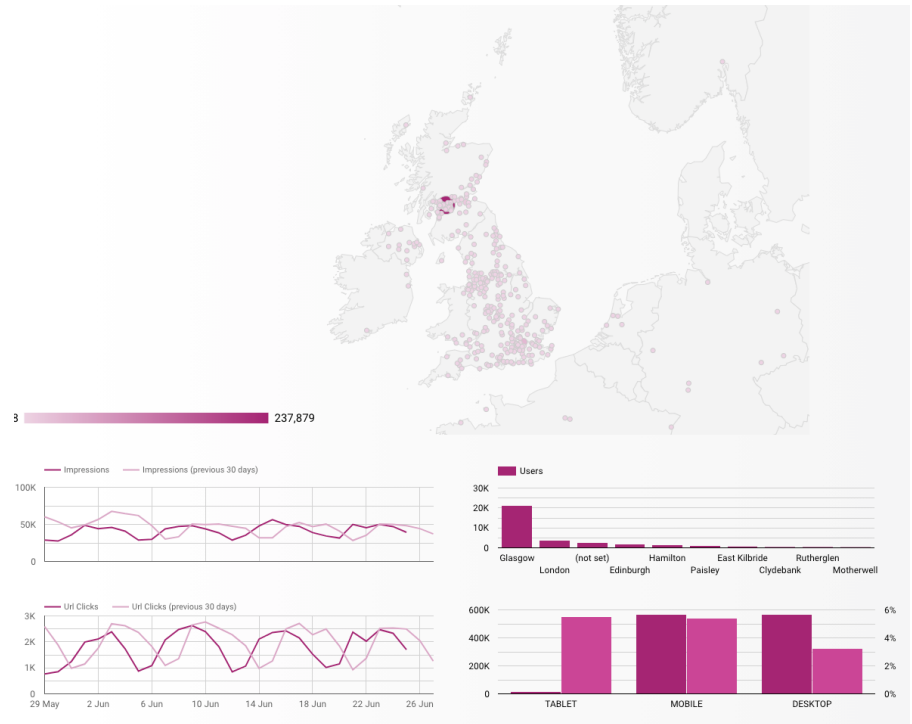 8 237,879
Impressions Impressions (previous 30 days)
100K
50K
0
Users
30K
20K
10K
0
Glasgow (not set) Hamilton East Kilbride Rutherglen
London Edinburgh Paisley Clydebank Motherwell
Url Clicks Url Clicks (previous 30 days)
3K
2K
1K
0
29 May 2 Jun 6 Jun 10 Jun 14 Jun 18 Jun 22 Jun 26 Jun
600K 6%
400K 4%
200K 2%
0 0%
TABLET MOBILE DESKTOP